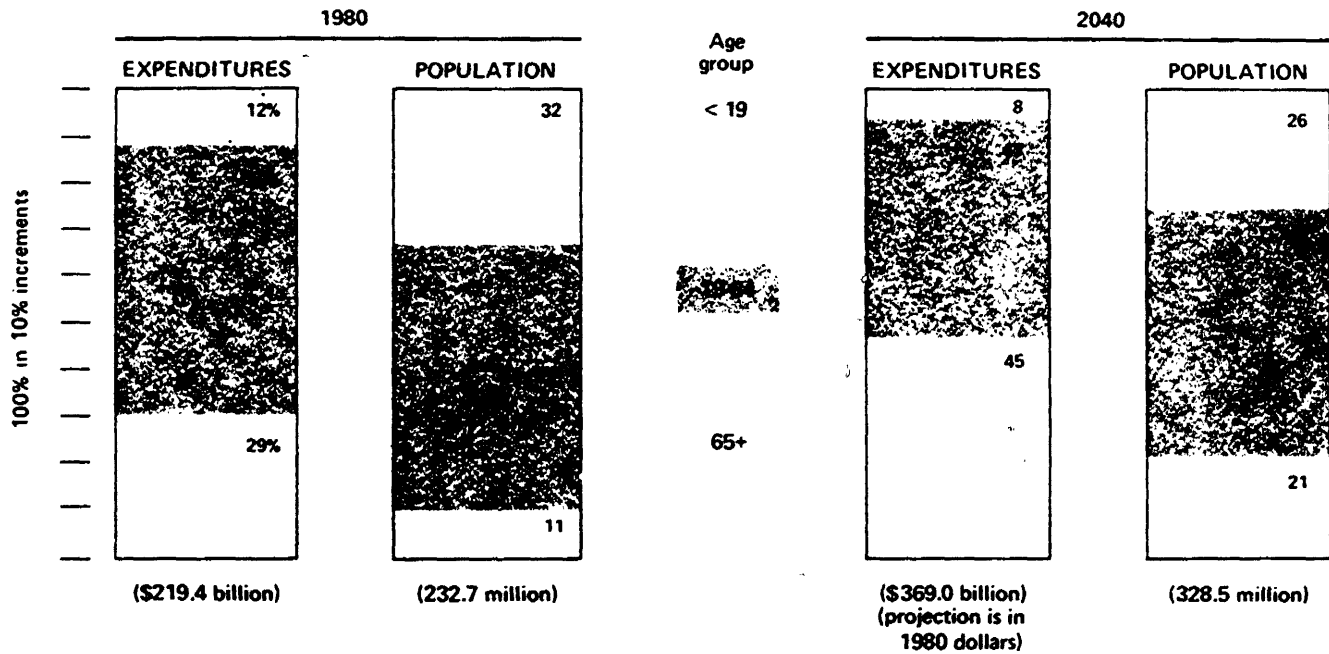 1980
2040
EXPENDITURES
POPULATION
Age
group
EXPENDITURES
POPULATION
12%
32
< 19
8
26
100% in 10% increments
29%
65+
45
11
21
($219.4 billion)
(232.7 million)
($369.0 billion)
(projection is in
1980 dollars)
(328.5 million)